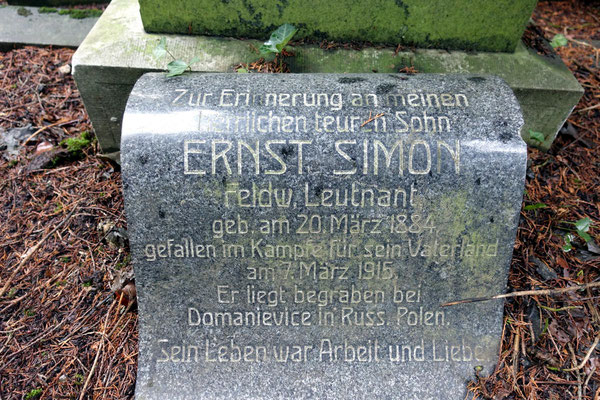 Zur Erinnerung an meinen
herrlichen teuren Sohn
ERNST SIMON
Feldw. Leutnant
geb. am 20. März 1884
gefallen im Kampfe für sein Vaterland
am 7. März 1915.
Er liegt begraben bei
Domanievice in Russ. Polen.
Sein Leben war Arbeit und Liebe.